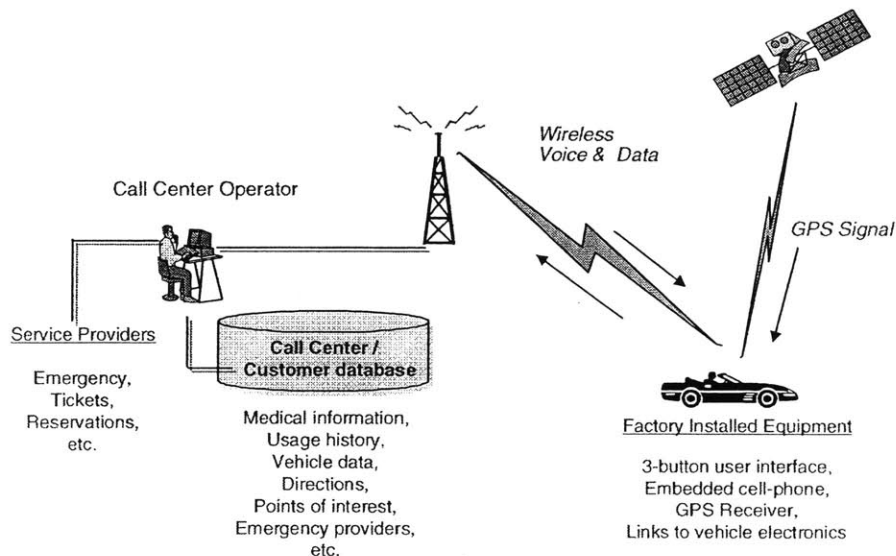 Wireless
Voice & Data
Call Center Operator
GPS Signal
Service Providers
Emergency,
Tickets,
Reservations,
etc.
Call Center /
Customer database
Medical information,
Usage history,
Vehicle data,
Directions,
Points of interest,
Emergency providers,
etc.
Factory Installed Equipment
3-button user interface,
Embedded cell-phone,
GPS Receiver,
Links to vehicle electronics